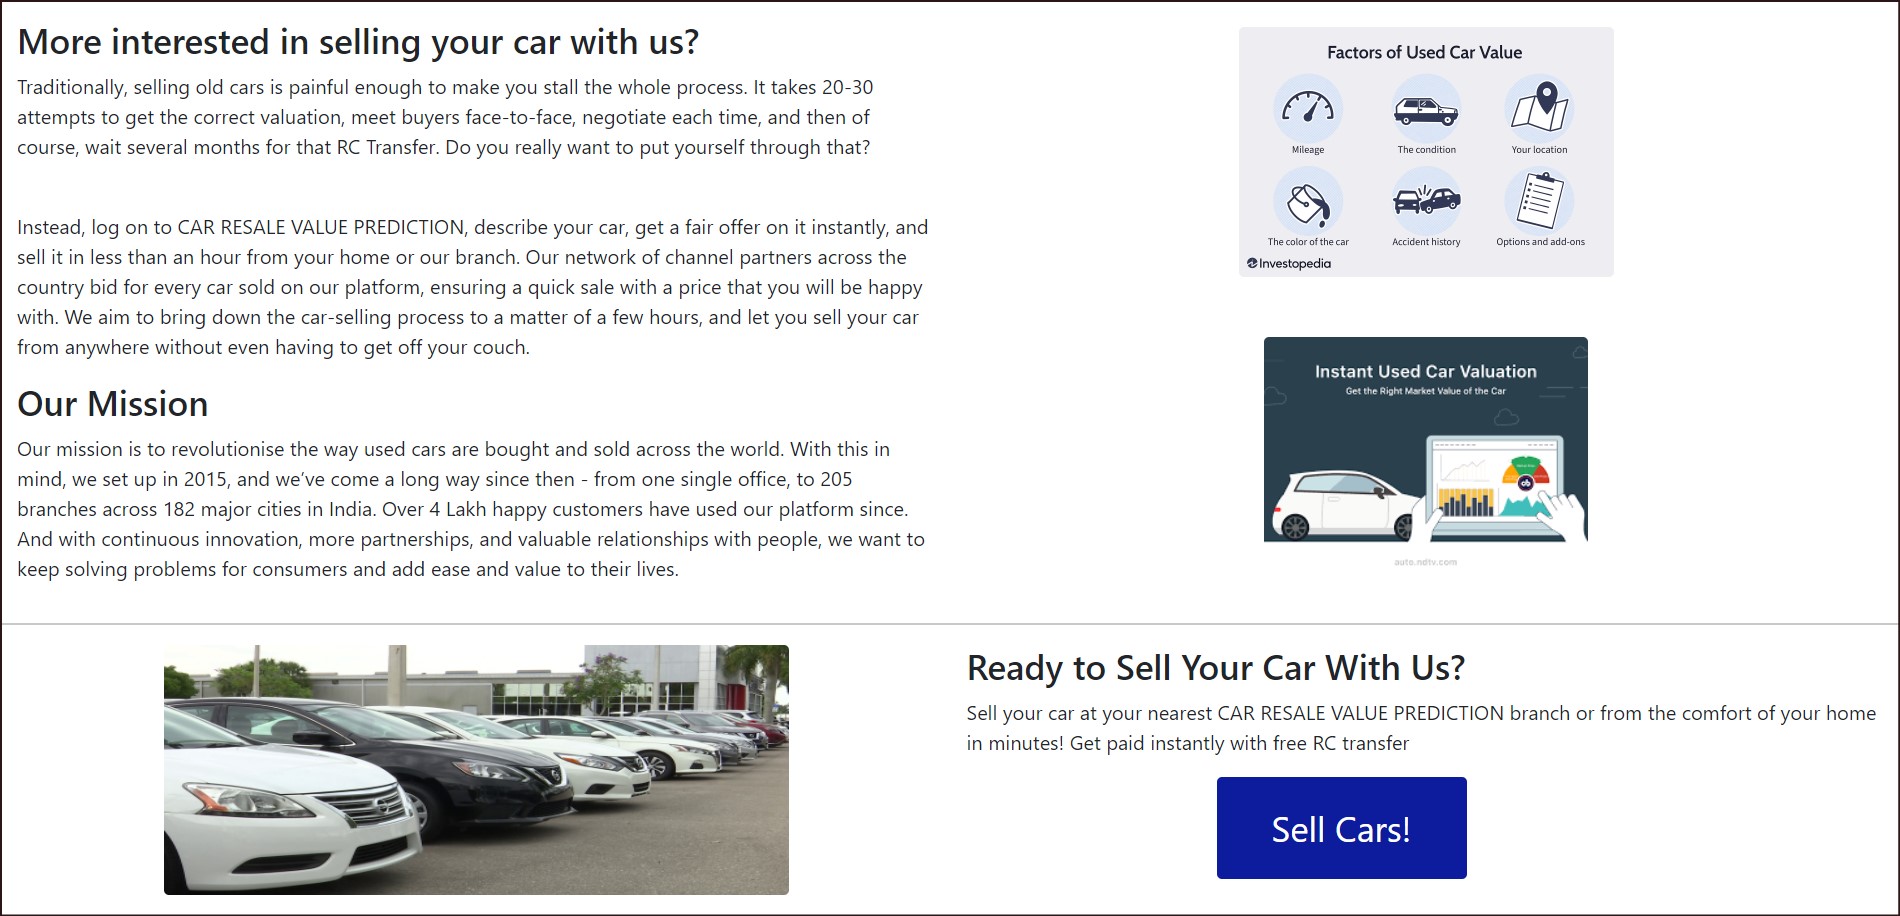 More interested in selling your car with us?
Traditionally, selling old cars is painful enough to make you stall the whole process. It takes 20-30
attempts to get the correct valuation, meet buyers face-to-face, negotiate each time, and then of
course, wait several months for that RC Transfer. Do you really want to put yourself through that?
Instead, log on to CAR RESALE VALUE PREDICTION, describe your car, get a fair offer on it instantly, and
sell it in less than an hour from your home or our branch. Our network of channel partners across the
country bid for every car sold on our platform, ensuring a quick sale with a price that you will be happy
with. We aim to bring down the car-selling process to a matter of a few hours, and let you sell your car
from anywhere without even having to get off your couch.
Our Mission
Our mission is to revolutionise the way used cars are bought and sold across the world. With this in
mind, we set up in 2015, and we’ve come a long way since then - from one single office, to 205
branches across 182 major cities in India. Over 4 Lakh happy customers have used our platform since.
And with continuous innovation, more partnerships, and valuable relationships with people, we want to
keep solving problems for consumers and add ease and value to their lives.
Factors of Used Car Value
Mileage
The condition
Your location
The color of the car
Accident history
Options and add-ons
Investopedia
Instant Used Car Valuation
Get the Right Market Value of the Car
auto.ndtv.com
Ready to Sell Your Car With Us?
Sell your car at your nearest CAR RESALE VALUE PREDICTION branch or from the comfort of your home
in minutes! Get paid instantly with free RC transfer
Sell Cars!